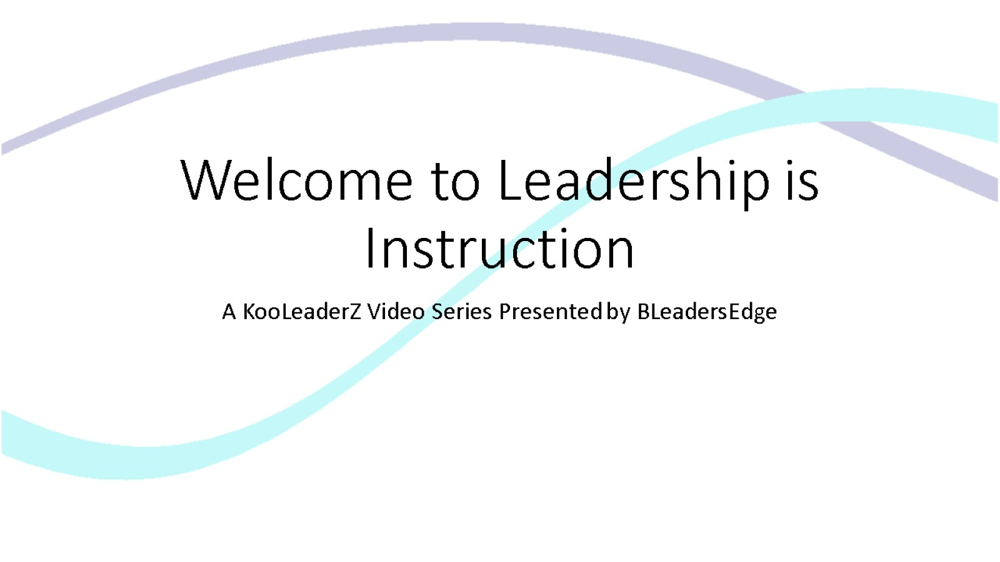 Welcome to Leadership is
Instruction
A KooLeaderZ Video Series Presented by BLeadersEdge